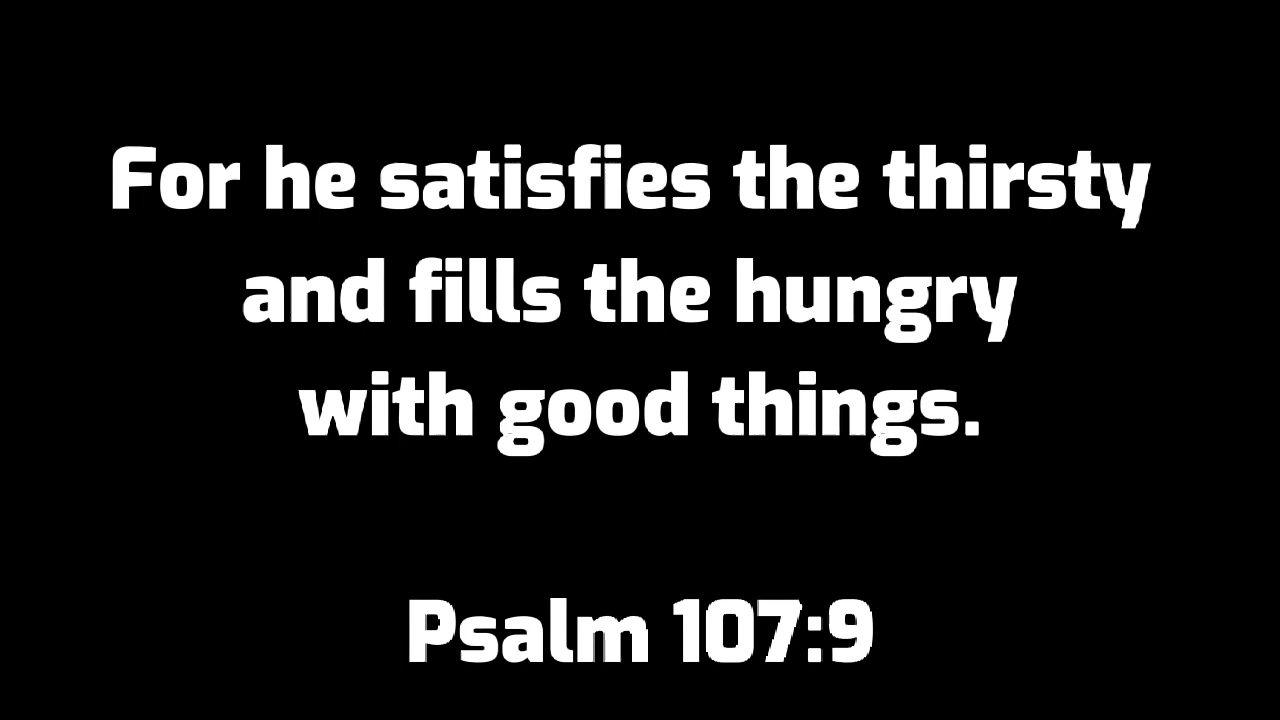 For he satisfies the thirsty
and fills the hungry
with good things.
Psalm 107:9